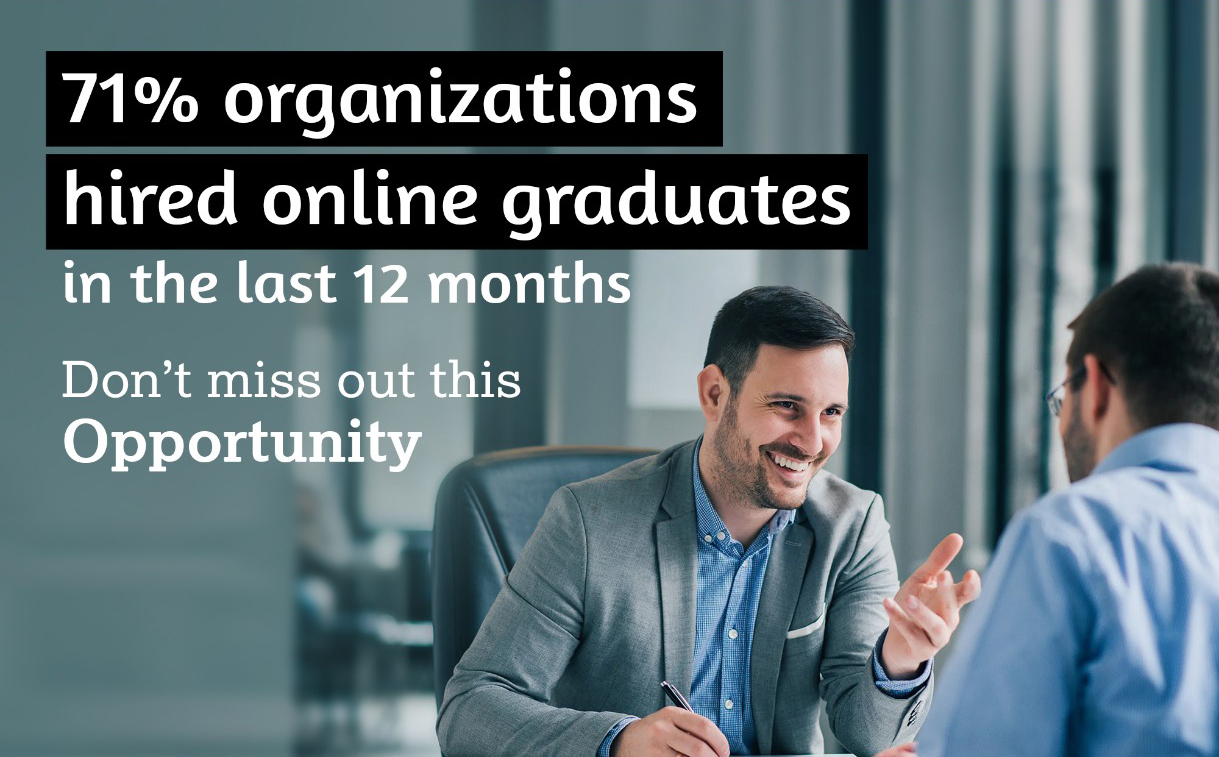 71% organizations
hired online graduates
in the last 12 months
Don't miss out this
Opportunity